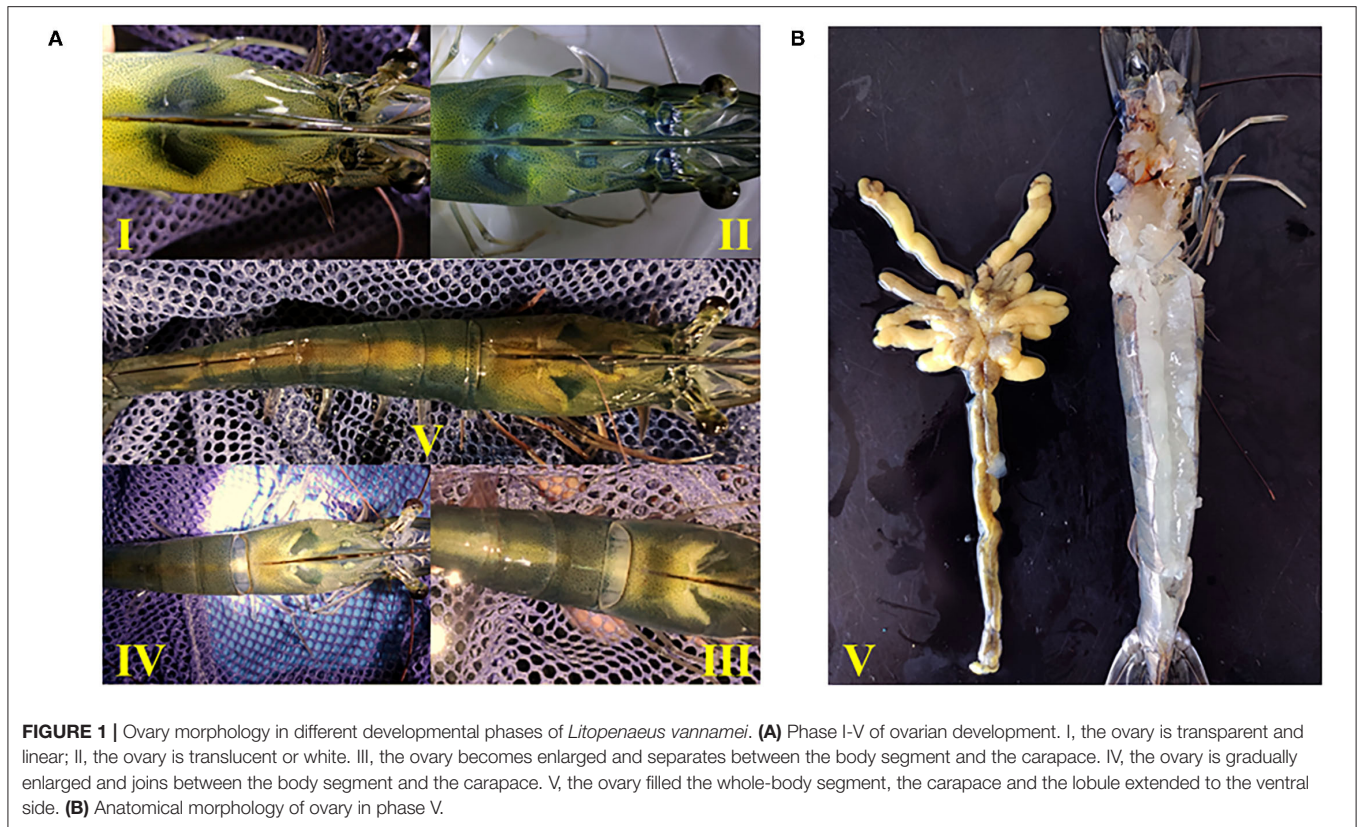 A
B
I
II
V
IV
III
V
FIGURE 1 | Ovary morphology in different developmental phases of Litopenaeus vannamei. (A) Phase I-V of ovarian development. I, the ovary is transparent and
linear; II, the ovary is translucent or white. III, the ovary becomes enlarged and separates between the body segment and the carapace. IV, the ovary is gradually
enlarged and joins between the body segment and the carapace. V, the ovary filled the whole-body segment, the carapace and the lobule extended to the ventral
side. (B) Anatomical morphology of ovary in phase V.